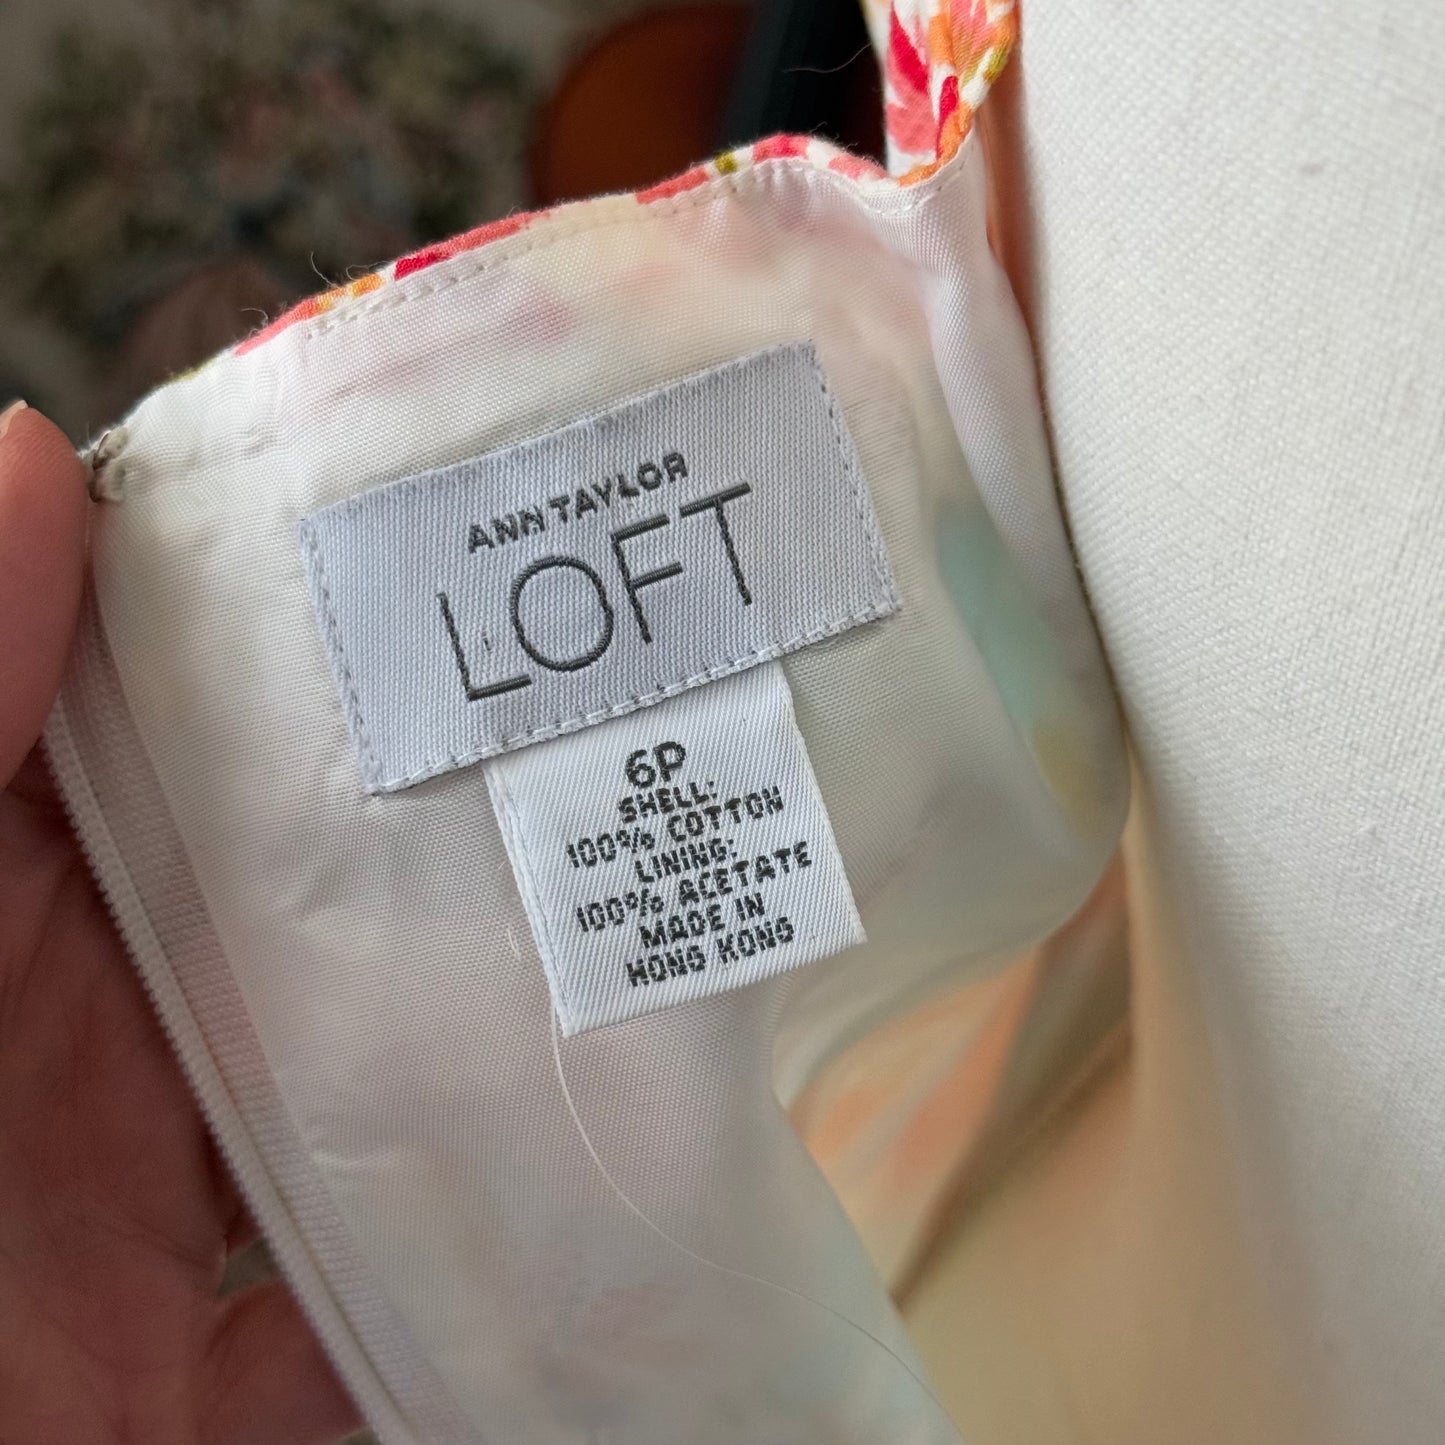 ANN TAYLOR
LOFT
6P
SHELL:
100% COTTON
LINING:
100% ACETATE
MADE IN
HONG KONG